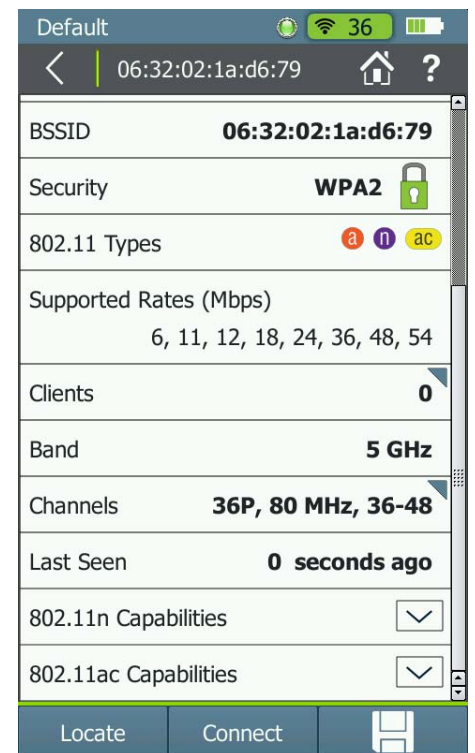 Default 36
06:32:02:1a:d6:79 ?
BSSID 06:32:02:1a:d6:79
Security WPA2
802.11 Types a n ac
Supported Rates (Mbps)
6, 11, 12, 18, 24, 36, 48, 54
Clients 0
Band 5 GHz
Channels 36P, 80 MHz, 36-48
Last Seen 0 seconds ago
802.11n Capabilities
802.11ac Capabilities
Locate Connect